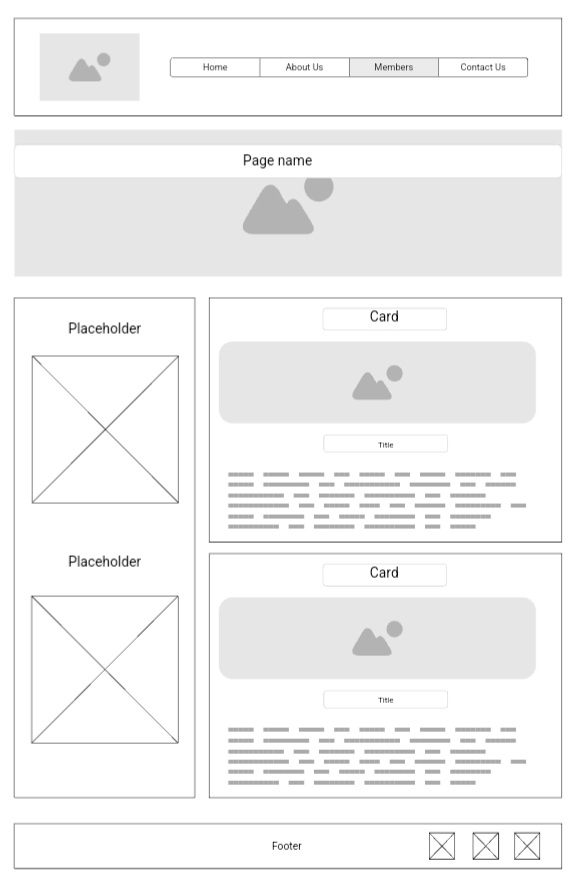 Home About Us Members Contact Us
Page name
Placeholder
Placeholder
Card
Title
Card
Title
Footer